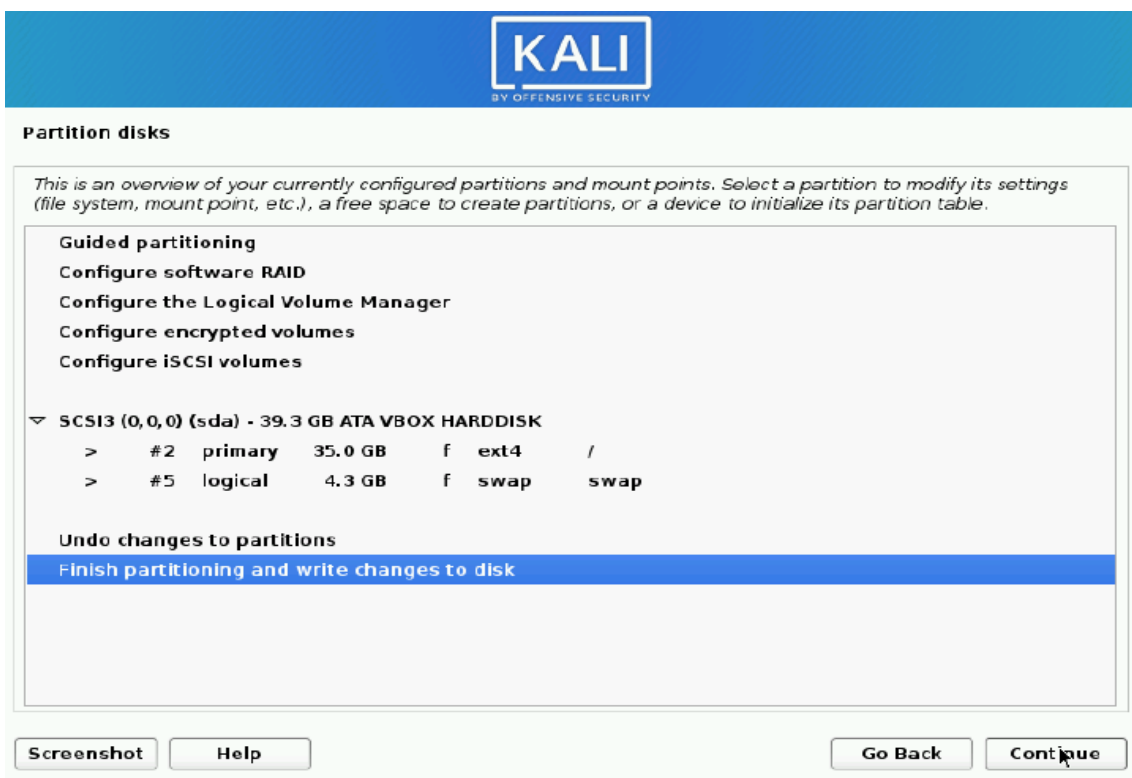 KALI
BY OFFENSIVE SECURITY
Partition disks
This is an overview of your currently configured partitions and mount points. Select a partition to modify its settings
(file system, mount point, etc.), a free space to create partitions, or a device to initialize its partition table.
Guided partitioning
Configure software RAID
Configure the Logical Volume Manager
Configure encrypted volumes
Configure iSCSI volumes
SCSI3 (0,0,0) (sda) - 39.3 GB ATA VBOX HARDDISK
> #2 primary 35.0 GB f ext4 /
> #5 logical 4.3 GB f swap swap
Undo changes to partitions
Finish partitioning and write changes to disk
Screenshot Help Go Back Continue